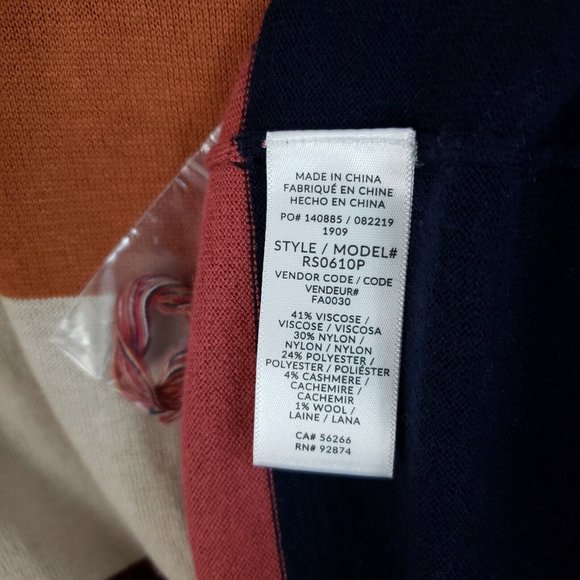 MADE IN CHINA
FABRIQUÉ EN CHINE
HECHO EN CHINA
PO# 140885 / 082219
1909
STYLE / MODEL#
RS0610P
VENDOR CODE / CODE
VENDEUR#
FA0030
41% VISCOSE /
VISCOSE / VISCOSA
30% NYLON /
NYLON / NYLON
24% POLYESTER /
POLYESTER / POLIÉSTER
4% CASHMERE /
CACHEMIRE /
CACHEMIR
1% WOOL /
LAINE / LANA
CA# 56266
RN# 92874